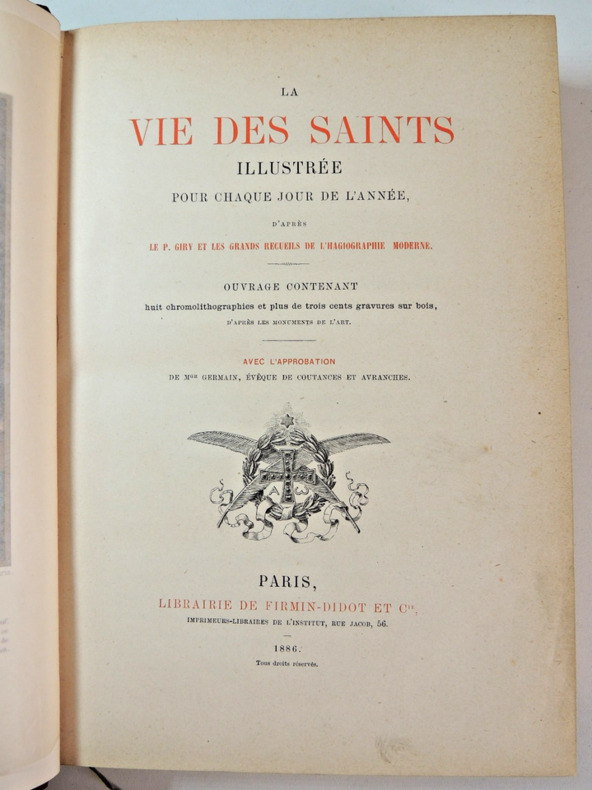 LA
VIE DES SAINTS
ILLUSTRÉE
POUR CHAQUE JOUR DE L'ANNÉE,
D'APRÈS
LE P. GIRY ET LES GRANDS RECUEILS DE L'HAGIOGRAPHIE MODERNE.
OUVRAGE CONTENANT
huit chromolithographies et plus de trois cents gravures sur bois,
D'APRÈS LES MONUMENTS DE L'ART.
AVEC L'APPROBATION
DE MGR GERMAIN, ÉVÊQUE DE COUTANCES ET AVRANCHES.
A ω
PARIS,
LIBRAIRIE DE FIRMIN-DIDOT ET Cie,
IMPRIMEURS-LIBRAIRES DE L'INSTITUT, RUE JACOB, 56.
1886.
Tous droits réservés.